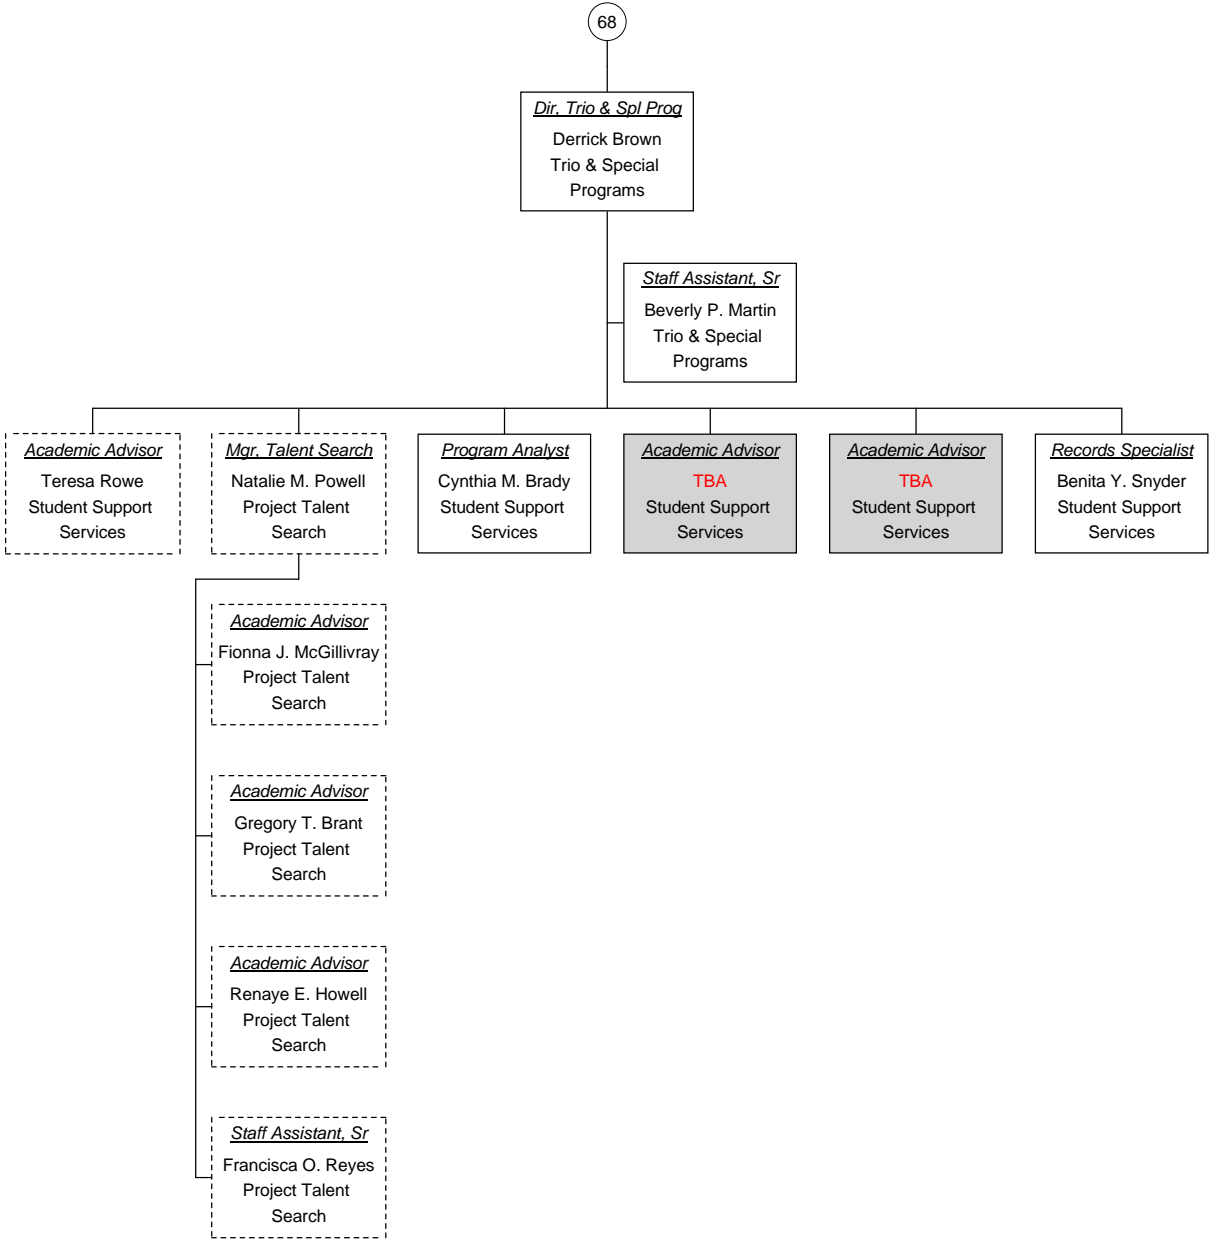 68
Dir, Trio & Spl Prog
Derrick Brown
Trio & Special
Programs
Staff Assistant, Sr
Beverly P. Martin
Trio & Special
Programs
Academic Advisor
Teresa Rowe
Student Support
Services
Mgr, Talent Search
Natalie M. Powell
Project Talent
Search
Program Analyst
Cynthia M. Brady
Student Support
Services
Academic Advisor
TBA
Student Support
Services
Academic Advisor
TBA
Student Support
Services
Records Specialist
Benita Y. Snyder
Student Support
Services
Academic Advisor
Fionna J. McGillivray
Project Talent
Search
Academic Advisor
Gregory T. Brant
Project Talent
Search
Academic Advisor
Renaye E. Howell
Project Talent
Search
Staff Assistant, Sr
Francisca O. Reyes
Project Talent
Search